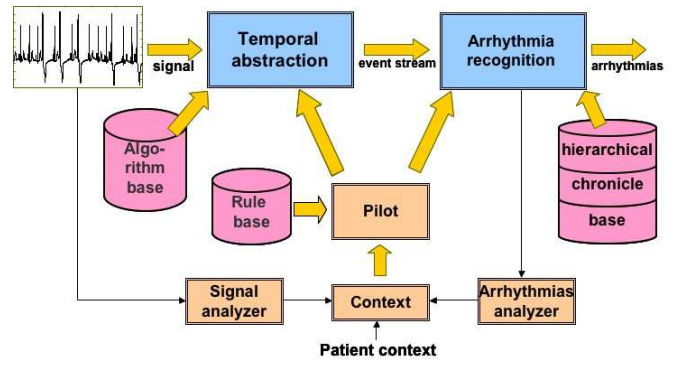 Temporal
abstraction
Arrhythmia
recognition
signal
event stream
arrhythmias
Algo-
rithm
base
hierarchical
chronicle
base
Rule
base
Pilot
Signal
analyzer
Context
Arrhythmias
analyzer
Patient context